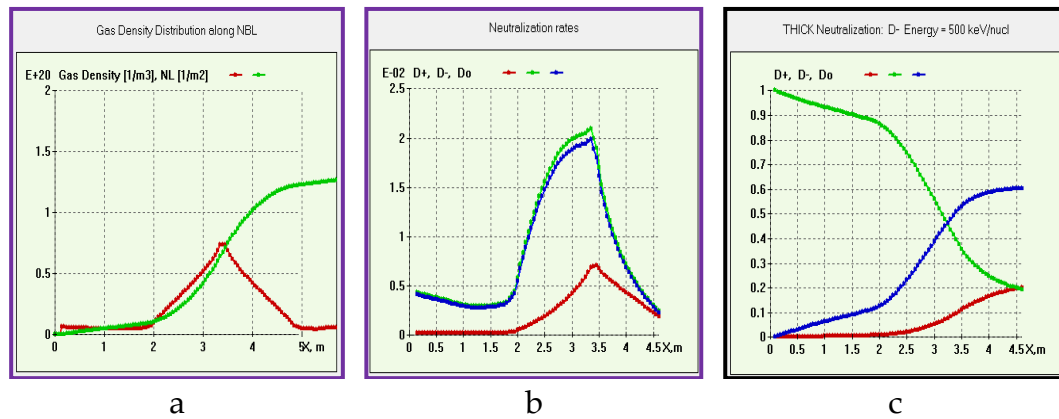 Gas Density Distribution along NBL
E+20 Gas Density [1/m3], NL [1/m2]
2
1.5
1
0.5
0
0 1 2 3 4 5X, m
a
Neutralization rates
E-02 D+, D-, Do
2.5
2
1.5
1
0.5
0
0 0.5 1 1.5 2 2.5 3 3.5 4 4.5X,m
b
THICK Neutralization: D- Energy = 500 keV/nucl
D+, D-, Do
1
0.9
0.8
0.7
0.6
0.5
0.4
0.3
0.2
0.1
0
0 0.5 1 1.5 2 2.5 3 3.5 4 4.5X,m
c